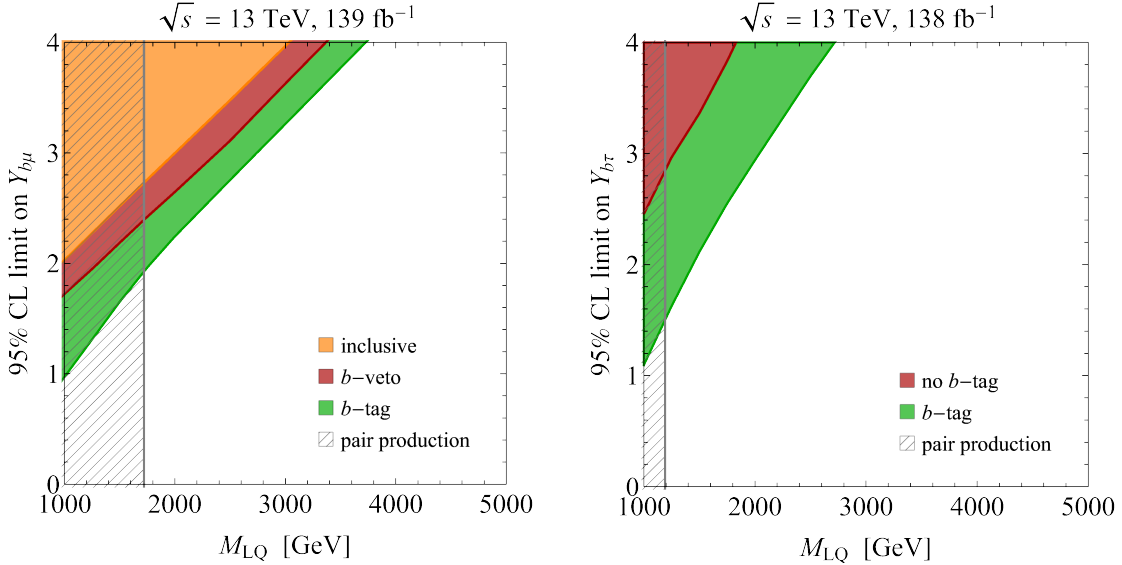 √s = 13 TeV, 139 fb⁻¹
95% CL limit on Y_bμ
4
3
2
1
0
inclusive
b−veto
b−tag
pair production
1000 2000 3000 4000 5000
M_LQ [GeV]
√s = 13 TeV, 138 fb⁻¹
95% CL limit on Y_bτ
4
3
2
1
0
no b−tag
b−tag
pair production
1000 2000 3000 4000 5000
M_LQ [GeV]